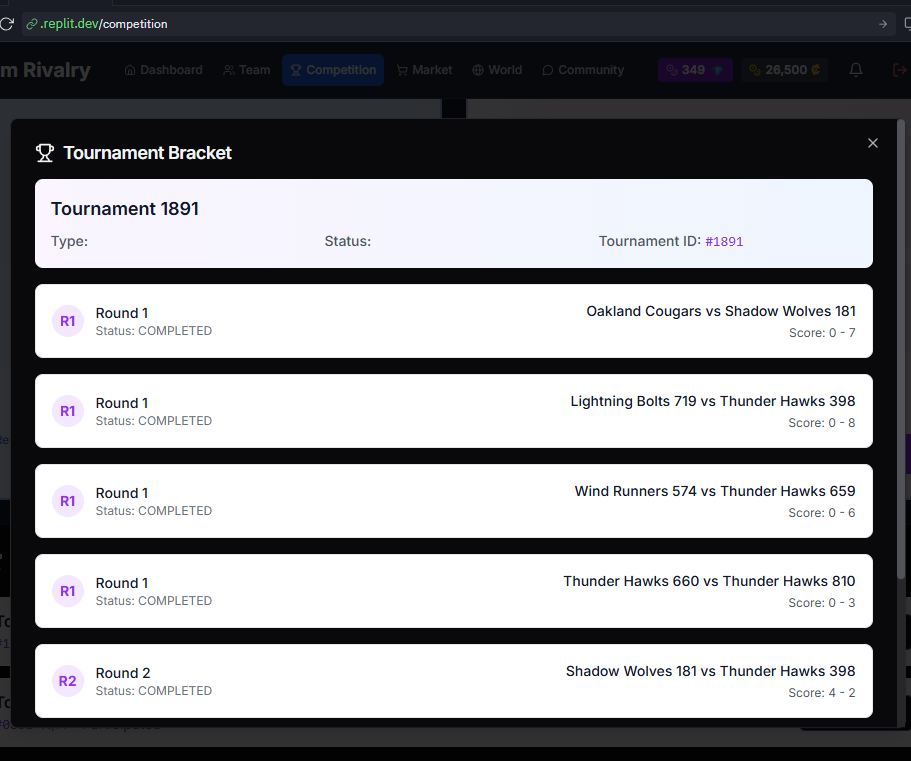 .replit.dev/competition
m Rivalry Dashboard Team Competition Market World Community 349 26,500
Tournament Bracket
Tournament 1891
Type: Status: Tournament ID: #1891
R1 Round 1 Oakland Cougars vs Shadow Wolves 181
Status: COMPLETED Score: 0 - 7
R1 Round 1 Lightning Bolts 719 vs Thunder Hawks 398
Status: COMPLETED Score: 0 - 8
R1 Round 1 Wind Runners 574 vs Thunder Hawks 659
Status: COMPLETED Score: 0 - 6
R1 Round 1 Thunder Hawks 660 vs Thunder Hawks 810
Status: COMPLETED Score: 0 - 3
R2 Round 2 Shadow Wolves 181 vs Thunder Hawks 398
Status: COMPLETED Score: 4 - 2